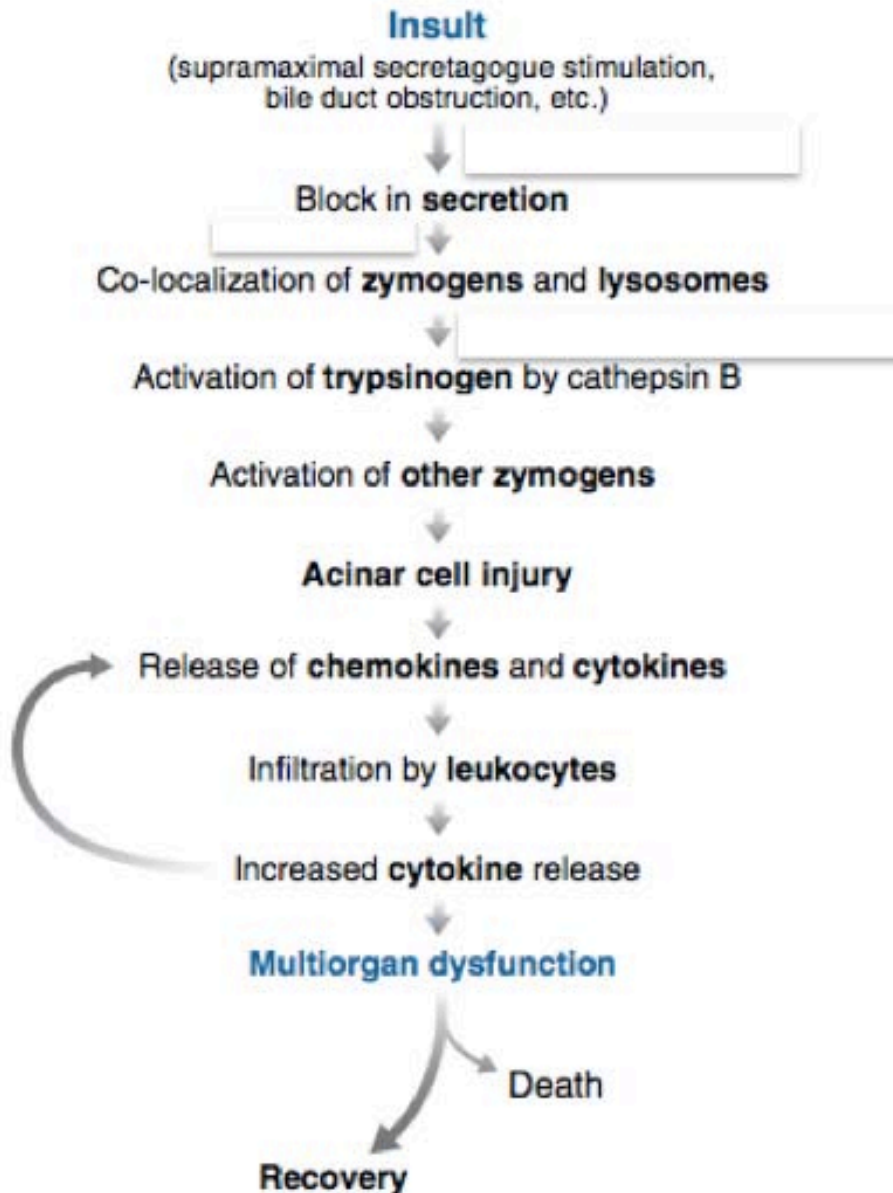 Insult
(supramaximal secretagogue stimulation,
bile duct obstruction, etc.)
Block in secretion
Co-localization of zymogens and lysosomes
Activation of trypsinogen by cathepsin B
Activation of other zymogens
Acinar cell injury
Release of chemokines and cytokines
Infiltration by leukocytes
Increased cytokine release
Multiorgan dysfunction
Death
Recovery